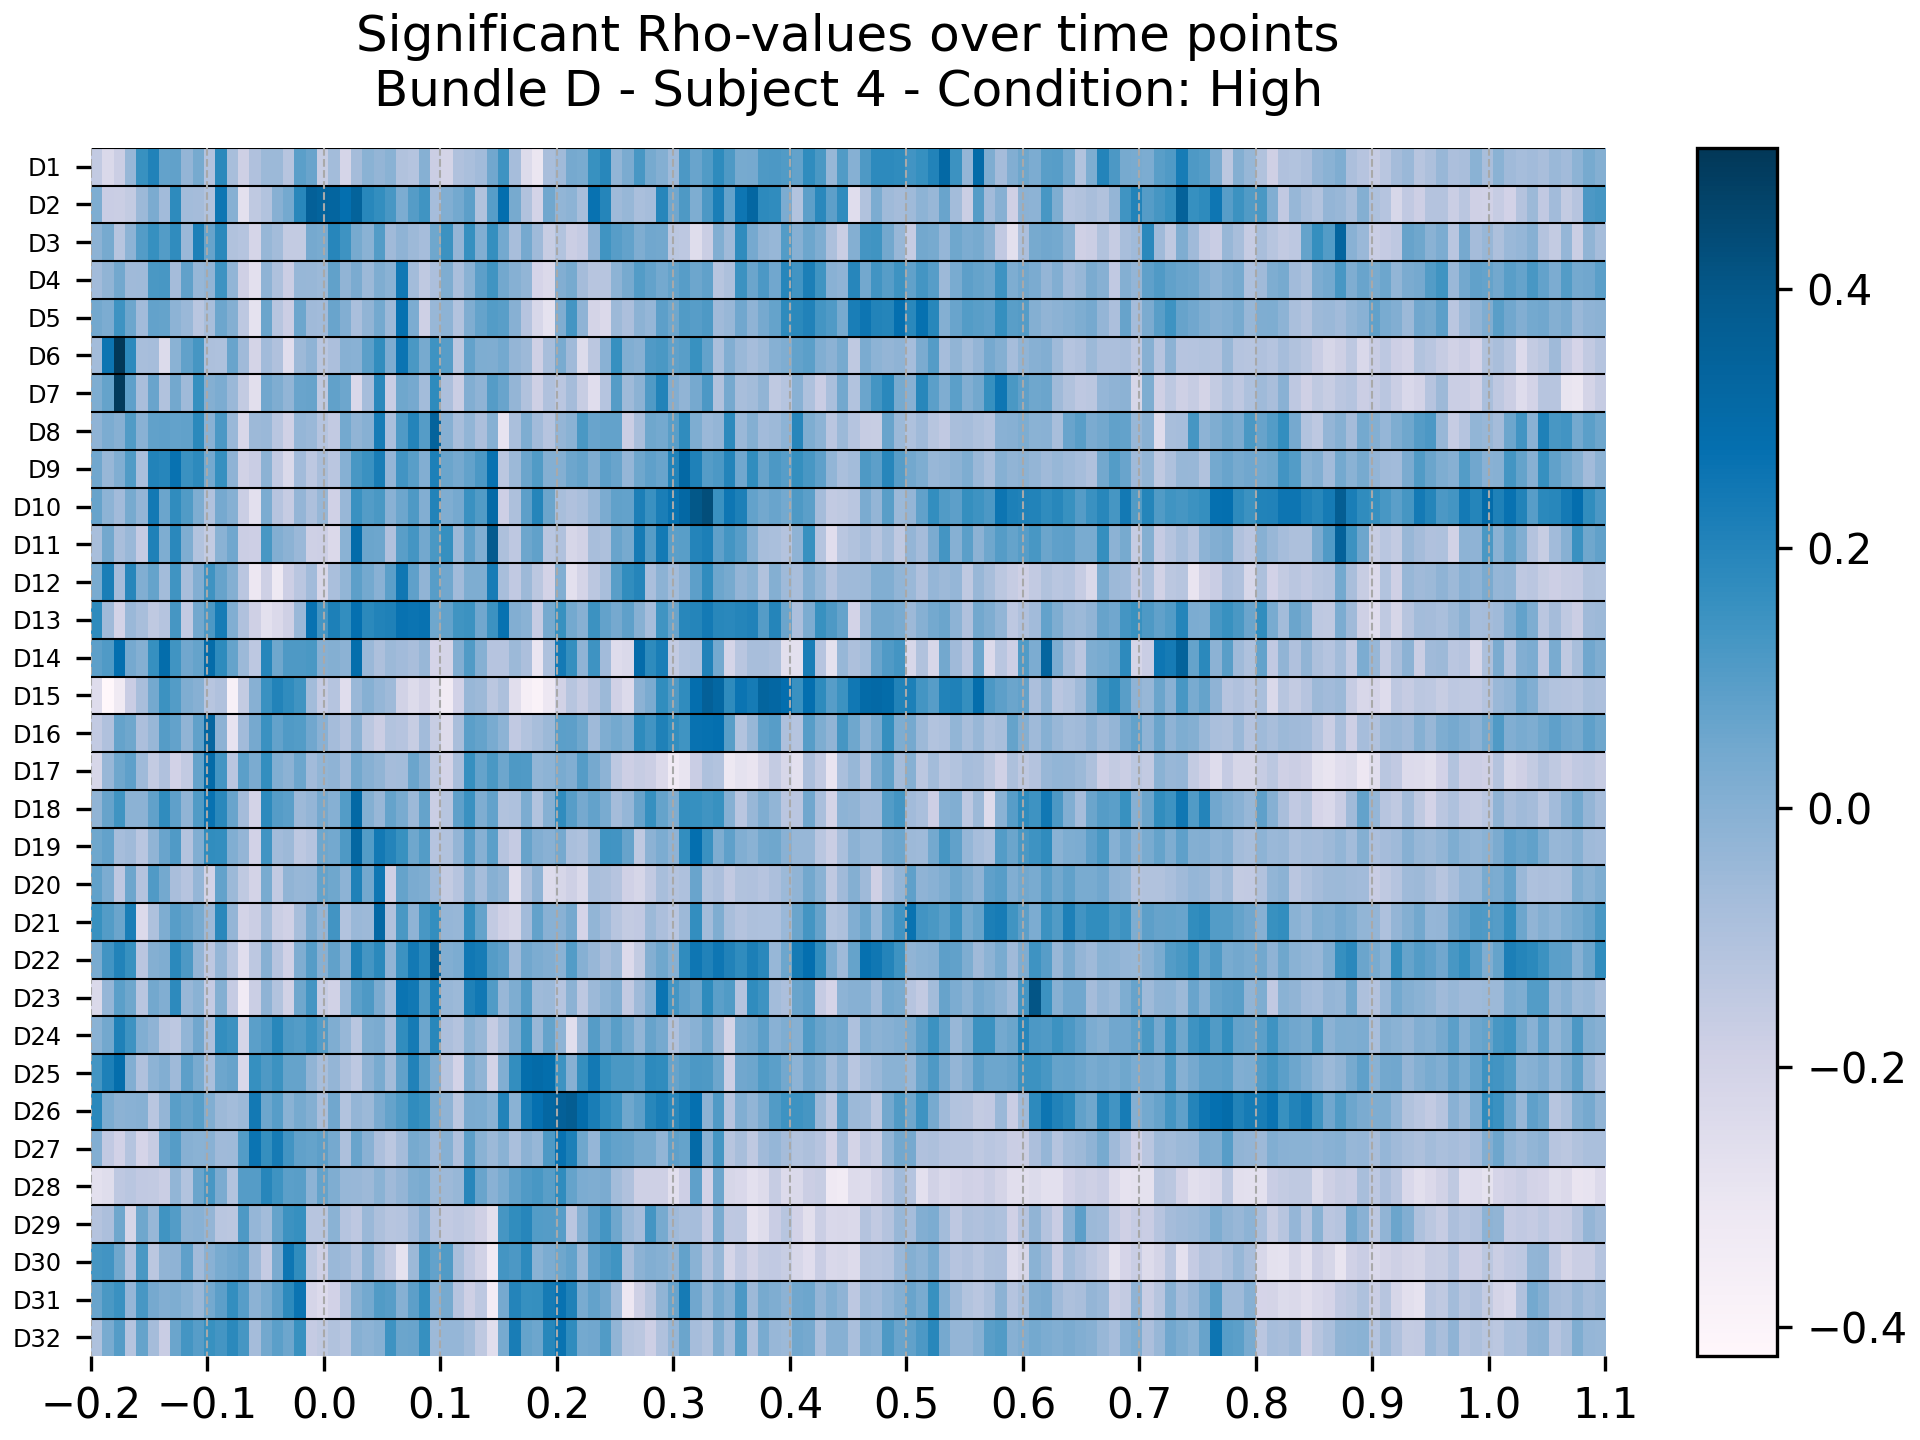 Significant Rho-values over time points
Bundle D - Subject 4 - Condition: High
D1
D2
D3
D4
D5
D6
D7
D8
D9
D10
D11
D12
D13
D14
D15
D16
D17
D18
D19
D20
D21
D22
D23
D24
D25
D26
D27
D28
D29
D30
D31
D32
−0.2 −0.1 0.0 0.1 0.2 0.3 0.4 0.5 0.6 0.7 0.8 0.9 1.0 1.1
0.4
0.2
0.0
−0.2
−0.4